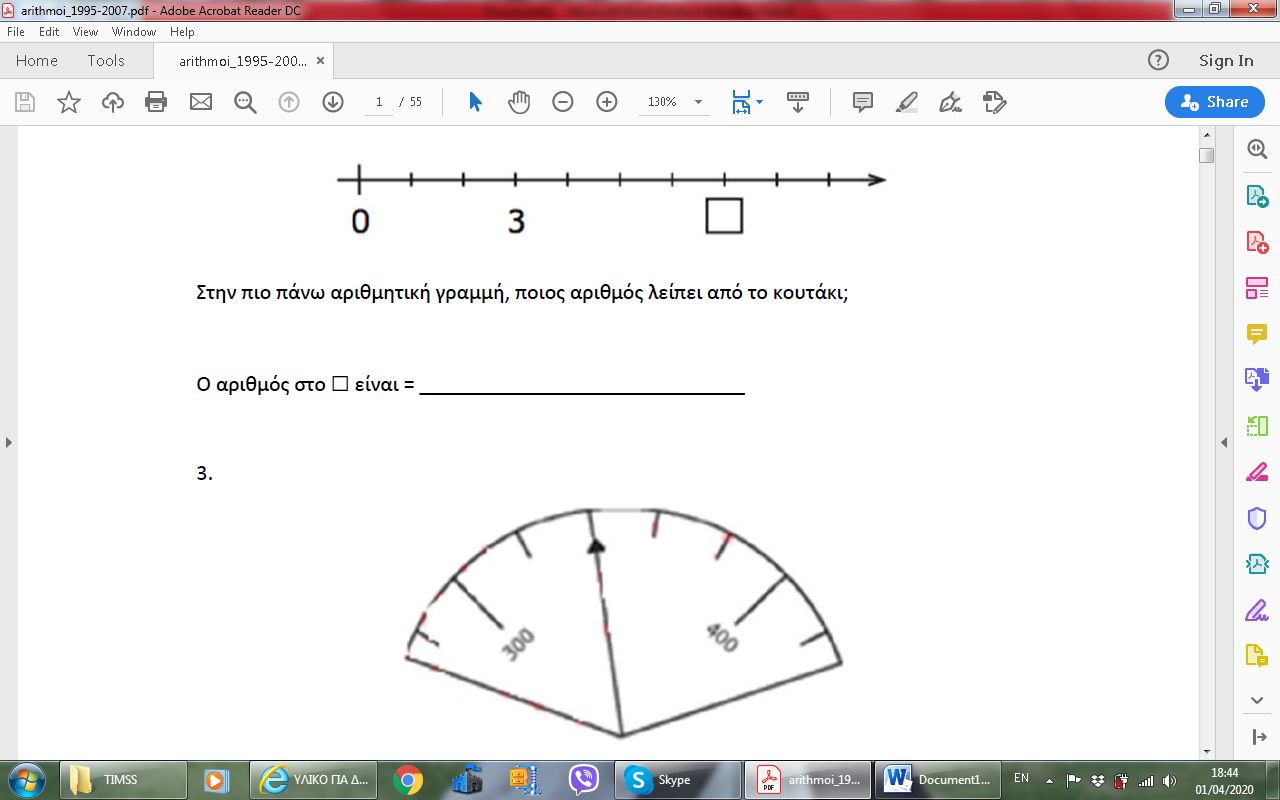 arithmoi_1995-2007.pdf - Adobe Acrobat Reader DC
File Edit View Window Help
Home Tools arithmoi_1995-200... × Sign In
1 / 55 130% Share
0 3
Στην πιο πάνω αριθμητική γραμμή, ποιος αριθμός λείπει από το κουτάκι;
Ο αριθμός στο □ είναι = ______________________________
3.
300 400
TIMSS ΥΛΙΚΟ ΓΙΑ Δ... Skype arithmoi_19... Document1... EN 18:44
01/04/2020